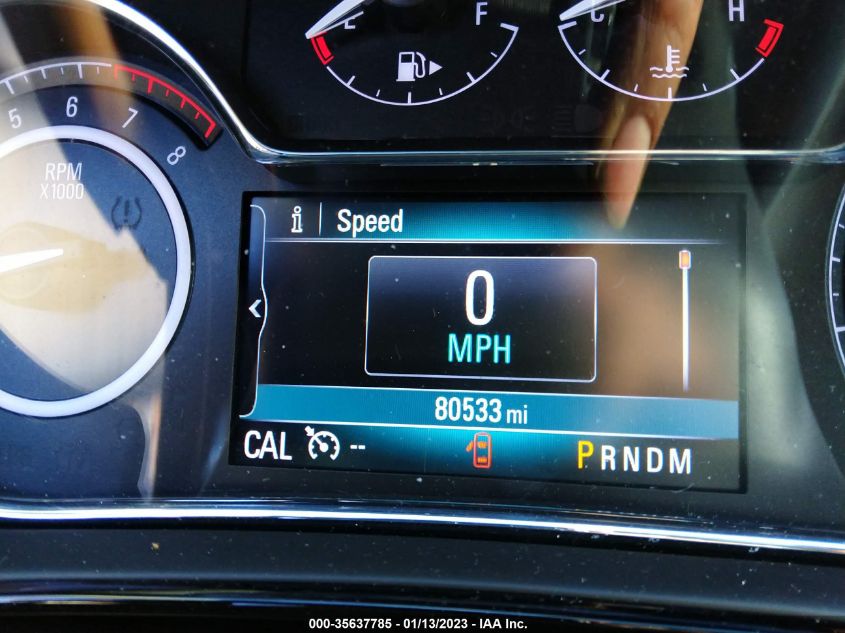 E F
C H
5 6 7 8
RPM
X1000
i Speed
<
0
MPH
80533 mi
CAL -- P R N D M
000-35637785 - 01/13/2023 - IAA Inc.